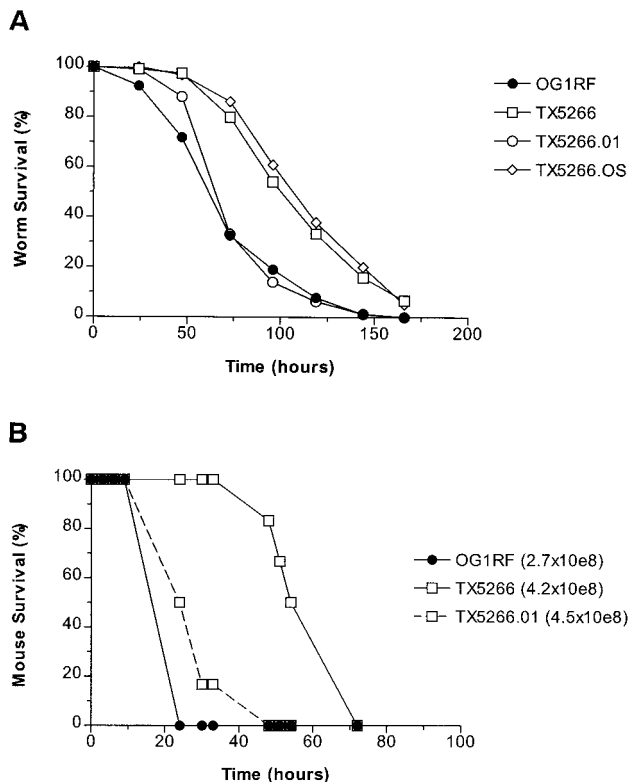 A
Worm Survival (%)
100
80
60
40
20
0
0 50 100 150 200
Time (hours)
OG1RF
TX5266
TX5266.01
TX5266.OS
B
Mouse Survival (%)
100
80
60
40
20
0
0 20 40 60 80 100
Time (hours)
OG1RF (2.7x10e8)
TX5266 (4.2x10e8)
TX5266.01 (4.5x10e8)